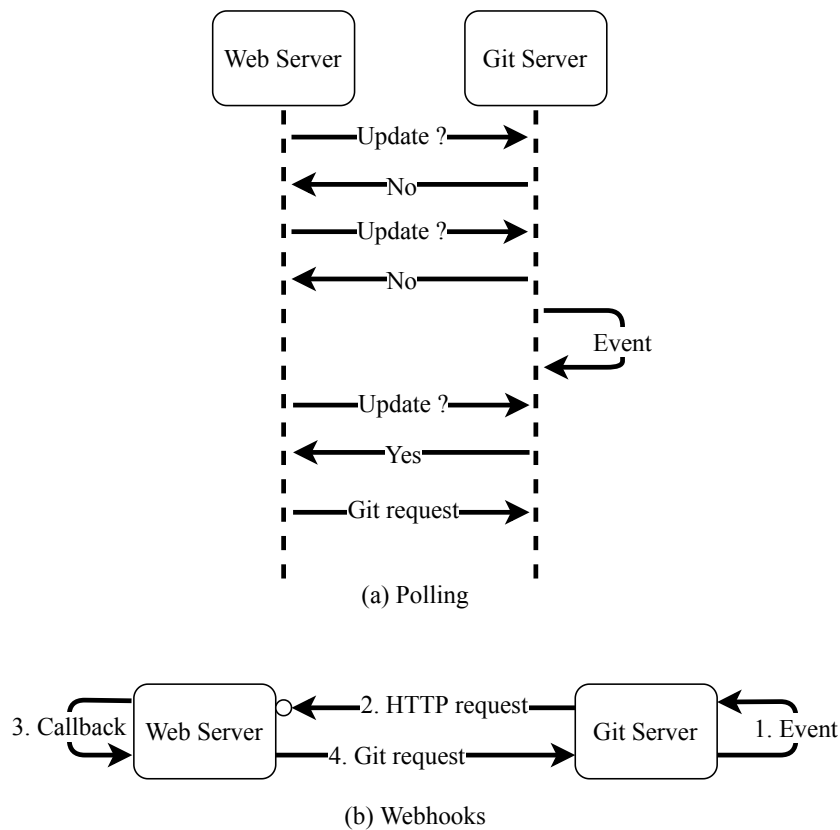 Web Server
Git Server
Update ?
No
Update ?
No
Event
Update ?
Yes
Git request
(a) Polling
2. HTTP request
3. Callback
Web Server
Git Server
1. Event
4. Git request
(b) Webhooks